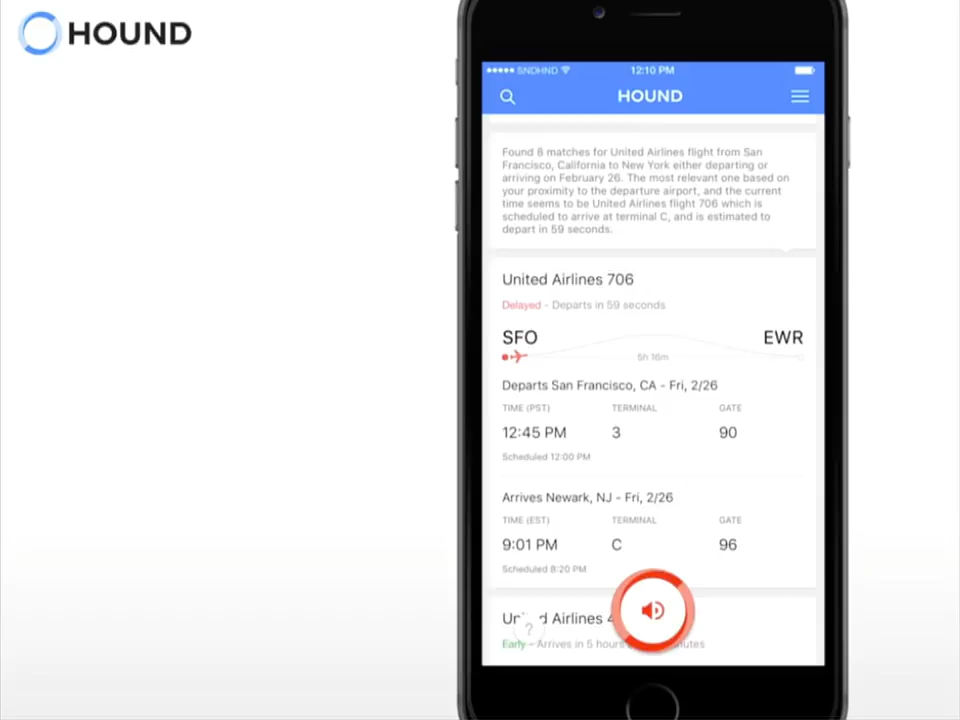 HOUND
SNDHND
12:10 PM
HOUND
Found 8 matches for United Airlines flight from San
Francisco, California to New York either departing or
arriving on February 26. The most relevant one based on
your proximity to the departure airport, and the current
time seems to be United Airlines flight 706 which is
scheduled to arrive at terminal C, and is estimated to
depart in 59 seconds.
United Airlines 706
Delayed - Departs in 59 seconds
SFO EWR
5h 16m
Departs San Francisco, CA - Fri, 2/26
TIME (PST) TERMINAL GATE
12:45 PM 3 90
Scheduled 12:00 PM
Arrives Newark, NJ - Fri, 2/26
TIME (EST) TERMINAL GATE
9:01 PM C 96
Scheduled 8:20 PM
Airlines 4
?
Early - Arrives in 5 hours